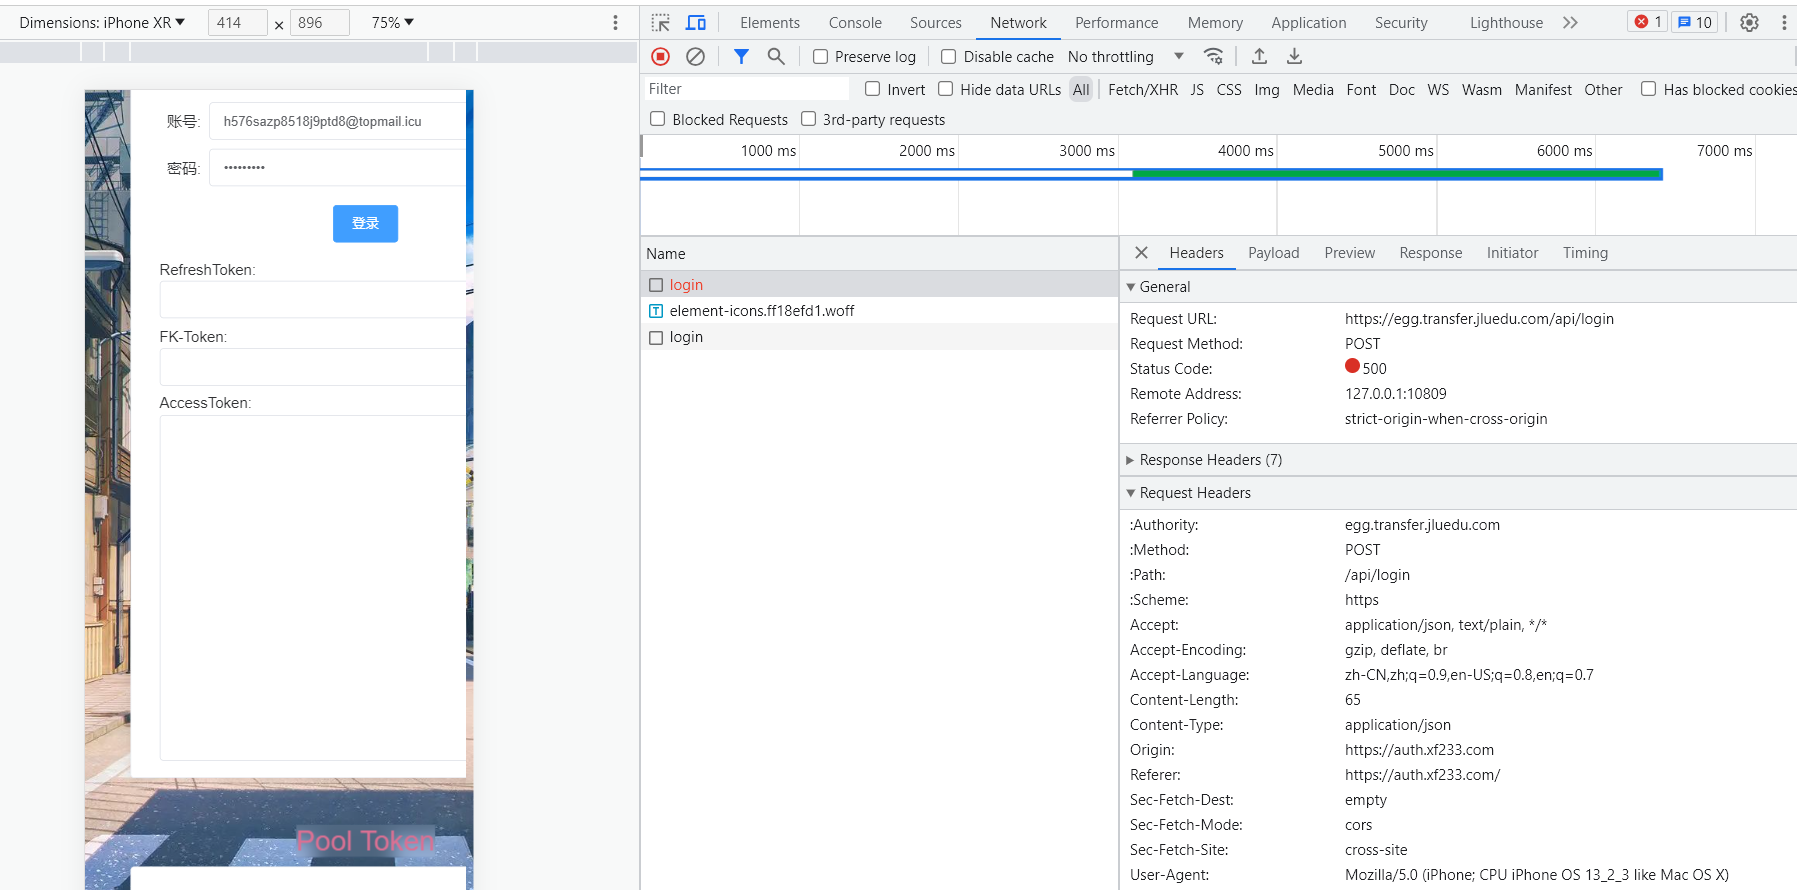 Dimensions: iPhone XR ▼ 414 × 896 75% ▼
Elements Console Sources Network Performance Memory Application Security Lighthouse 1 10
Preserve log Disable cache No throttling
Filter Invert Hide data URLs All Fetch/XHR JS CSS Img Media Font Doc WS Wasm Manifest Other Has blocked cookies
Blocked Requests 3rd-party requests
1000 ms 2000 ms 3000 ms 4000 ms 5000 ms 6000 ms 7000 ms
账号: h576sazp8518j9ptd8@topmail.icu
密码: •••••••••
登录
RefreshToken:
FK-Token:
AccessToken:
Pool Token
Name
login
element-icons.ff18efd1.woff
login
Headers Payload Preview Response Initiator Timing
General
Request URL: https://egg.transfer.jluedu.com/api/login
Request Method: POST
Status Code: 500
Remote Address: 127.0.0.1:10809
Referrer Policy: strict-origin-when-cross-origin
Response Headers (7)
Request Headers
:Authority: egg.transfer.jluedu.com
:Method: POST
:Path: /api/login
:Scheme: https
Accept: application/json, text/plain, */*
Accept-Encoding: gzip, deflate, br
Accept-Language: zh-CN,zh;q=0.9,en-US;q=0.8,en;q=0.7
Content-Length: 65
Content-Type: application/json
Origin: https://auth.xf233.com
Referer: https://auth.xf233.com/
Sec-Fetch-Dest: empty
Sec-Fetch-Mode: cors
Sec-Fetch-Site: cross-site
User-Agent: Mozilla/5.0 (iPhone; CPU iPhone OS 13_2_3 like Mac OS X)